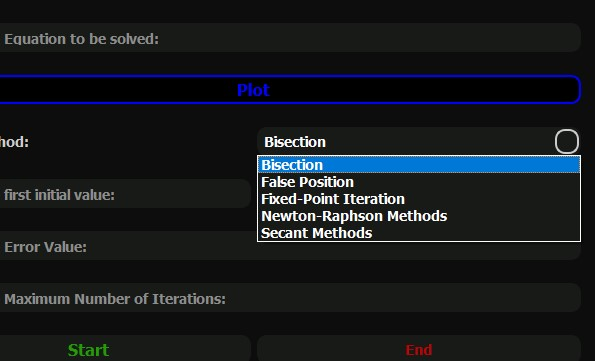 Equation to be solved:
Plot
hod:
Bisection
Bisection
False Position
Fixed-Point Iteration
Newton-Raphson Methods
Secant Methods
first initial value:
Error Value:
Maximum Number of Iterations:
Start
End